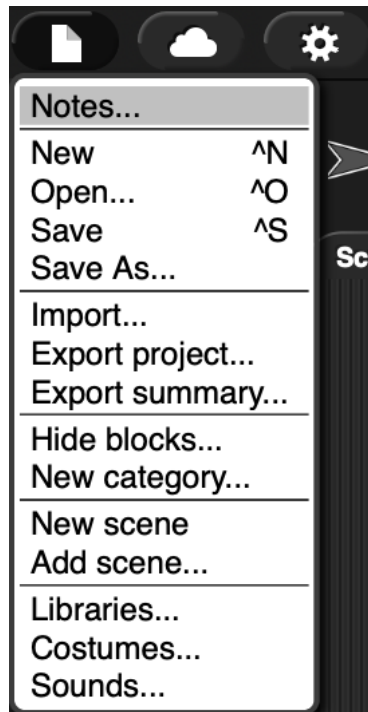 Notes...
New ^N
Open... ^O
Save ^S
Save As...
Sc
Import...
Export project...
Export summary...
Hide blocks...
New category...
New scene
Add scene...
Libraries...
Costumes...
Sounds...